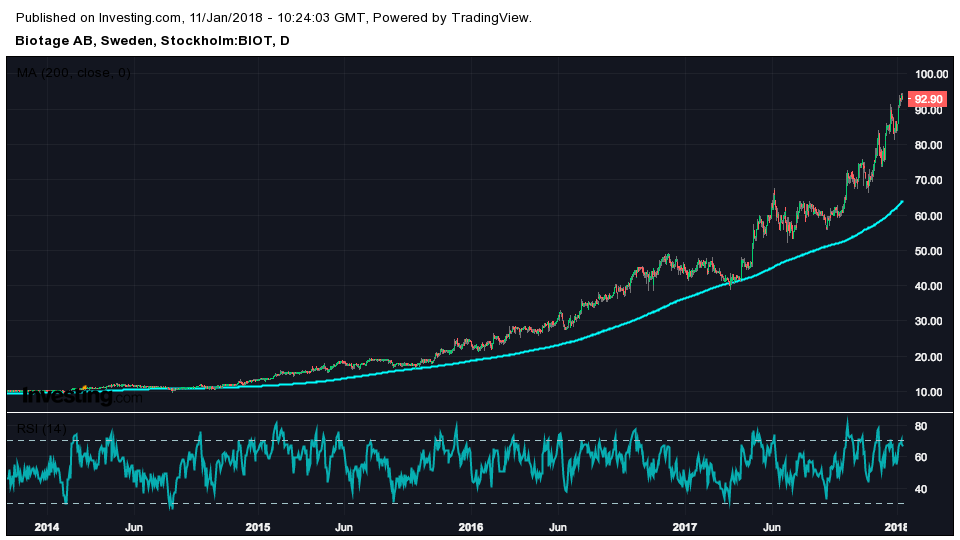 Published on Investing.com, 11/Jan/2018 - 10:24:03 GMT, Powered by TradingView.
Biotage AB, Sweden, Stockholm:BIOT, D
MA (200, close, 0)
100.00
92.90
90.00
80.00
70.00
60.00
50.00
40.00
30.00
20.00
10.00
Investing.com
RSI (14)
80
60
40
2014 Jun 2015 Jun 2016 Jun 2017 Jun 2018